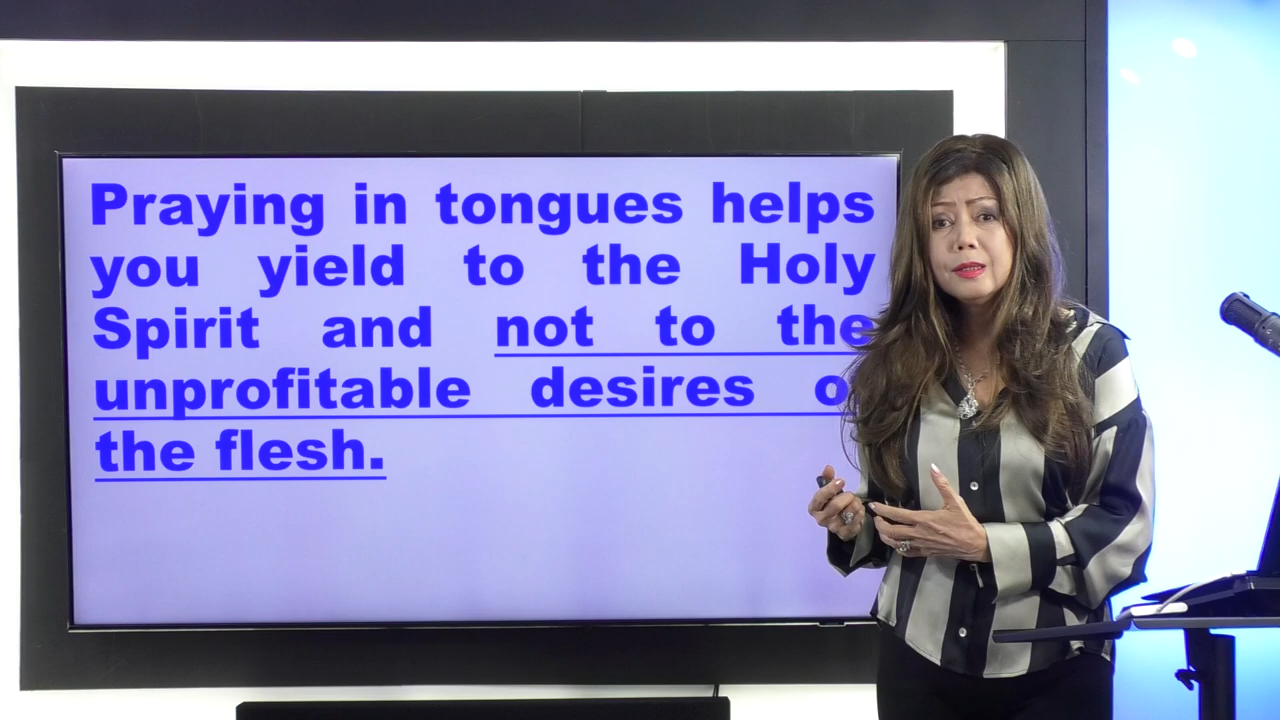 Praying in tongues helps
you yield to the Holy
Spirit and not to the
unprofitable desires
the flesh.